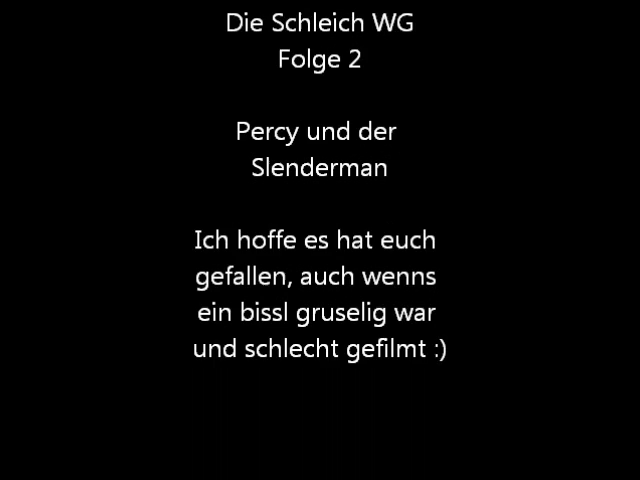 Die Schleich WG
Folge 2
Percy und der
Slenderman
Ich hoffe es hat euch
gefallen, auch wenns
ein bissl gruselig war
und schlecht gefilmt :)